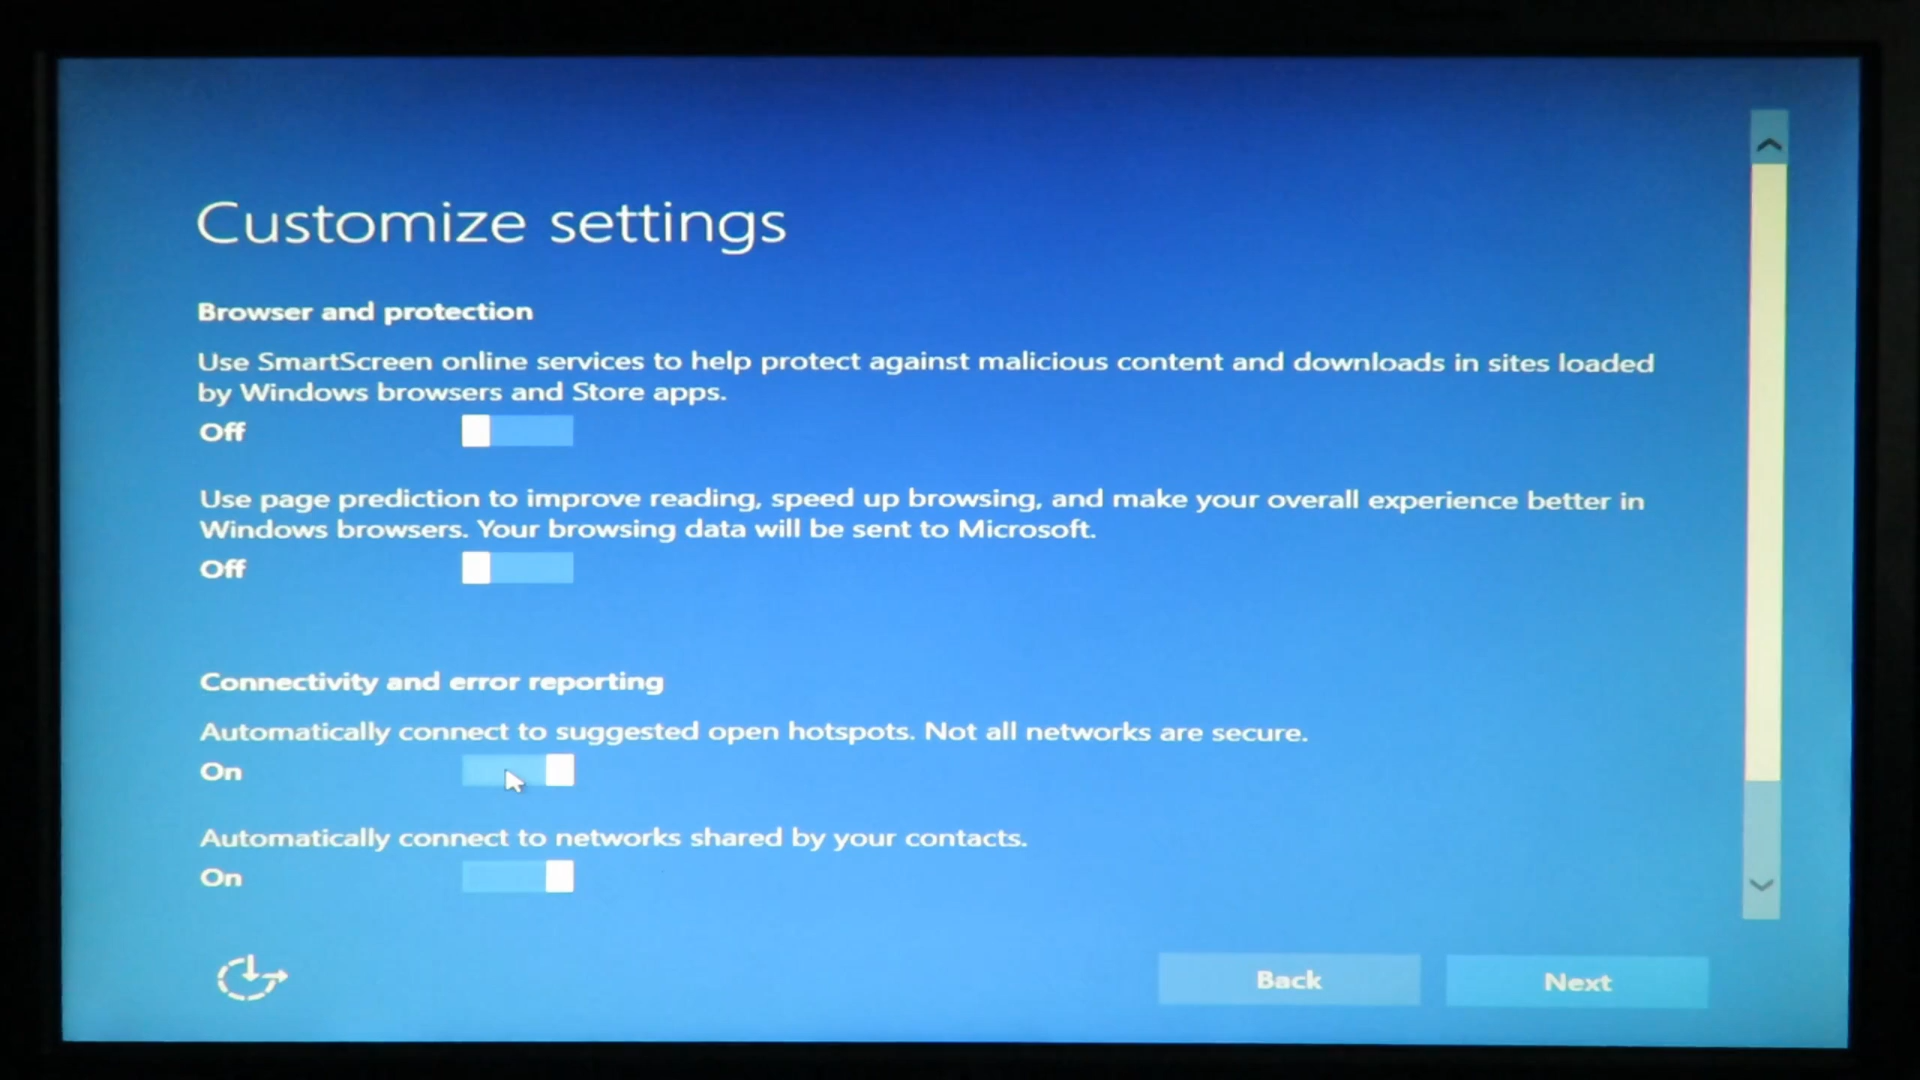 Customize settings
Browser and protection
Use SmartScreen online services to help protect against malicious content and downloads in sites loaded
by Windows browsers and Store apps.
Off
Use page prediction to improve reading, speed up browsing, and make your overall experience better in
Windows browsers. Your browsing data will be sent to Microsoft.
Off
Connectivity and error reporting
Automatically connect to suggested open hotspots. Not all networks are secure.
On
Automatically connect to networks shared by your contacts.
On
Back
Next